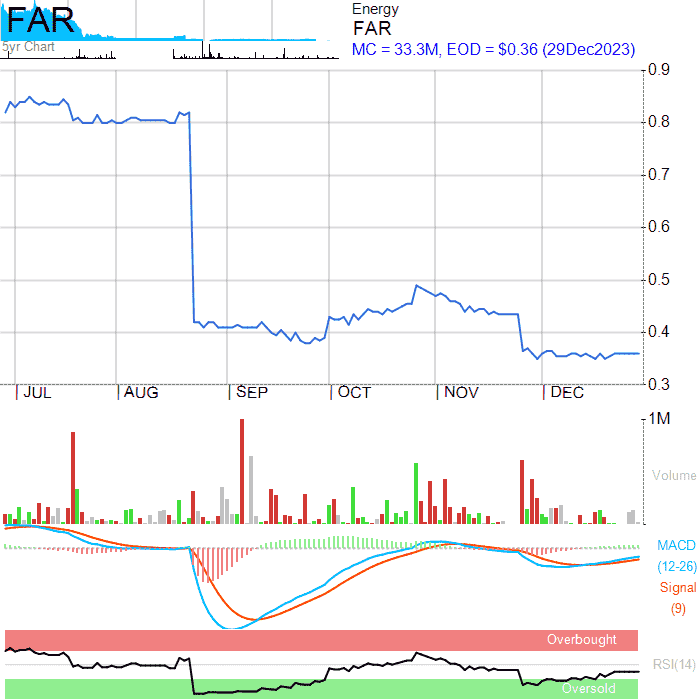 FAR
5yr Chart
Energy
FAR
MC = 33.3M, EOD = $0.36 (29Dec2023)
0.9
0.8
0.7
0.6
0.5
0.4
0.3
JUL AUG SEP OCT NOV DEC
1M
Volume
MACD
(12-26)
Signal
(9)
Overbought
RSI(14)
Oversold